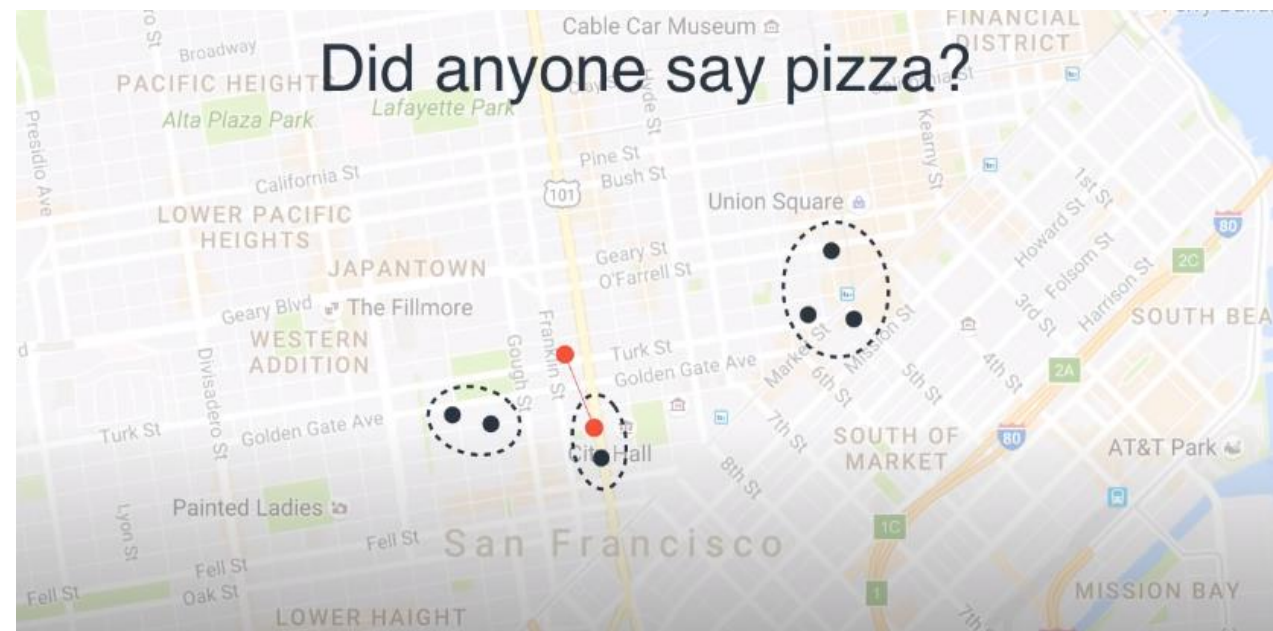 Cable Car Museum
FINANCIAL
DISTRICT
Broadway
Did anyone say pizza?
PACIFIC HEIGHTS
Lafayette Park
Alta Plaza Park
Hyde St
Kearny St
Presidio Ave
Pine St
Bush St
California St
101
1st St
Union Square
LOWER PACIFIC
HEIGHTS
Howard St
80
Geary St
O'Farrell St
Folsom St
2C
JAPANTOWN
Harrison St
Geary Blvd
The Fillmore
3rd St
SOUTH BEA
WESTERN
ADDITION
Franklin St
Market St
Mission St
Turk St
Golden Gate Ave
4th St
2A
Gough St
Divisadero St
6th St
5th St
Turk St
Golden Gate Ave
7th St
SOUTH OF
MARKET
80
AT&T Park
City Hall
8th St
Painted Ladies
Lyon St
Fell St
San Francisco
1C
Fell St
Oak St
Fell St
1
MISSION BAY
LOWER HAIGHT
7th